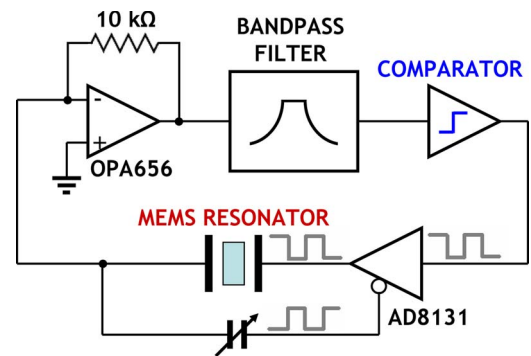 10 kΩ
BANDPASS
FILTER
COMPARATOR
-
+
OPA656
MEMS RESONATOR
AD8131